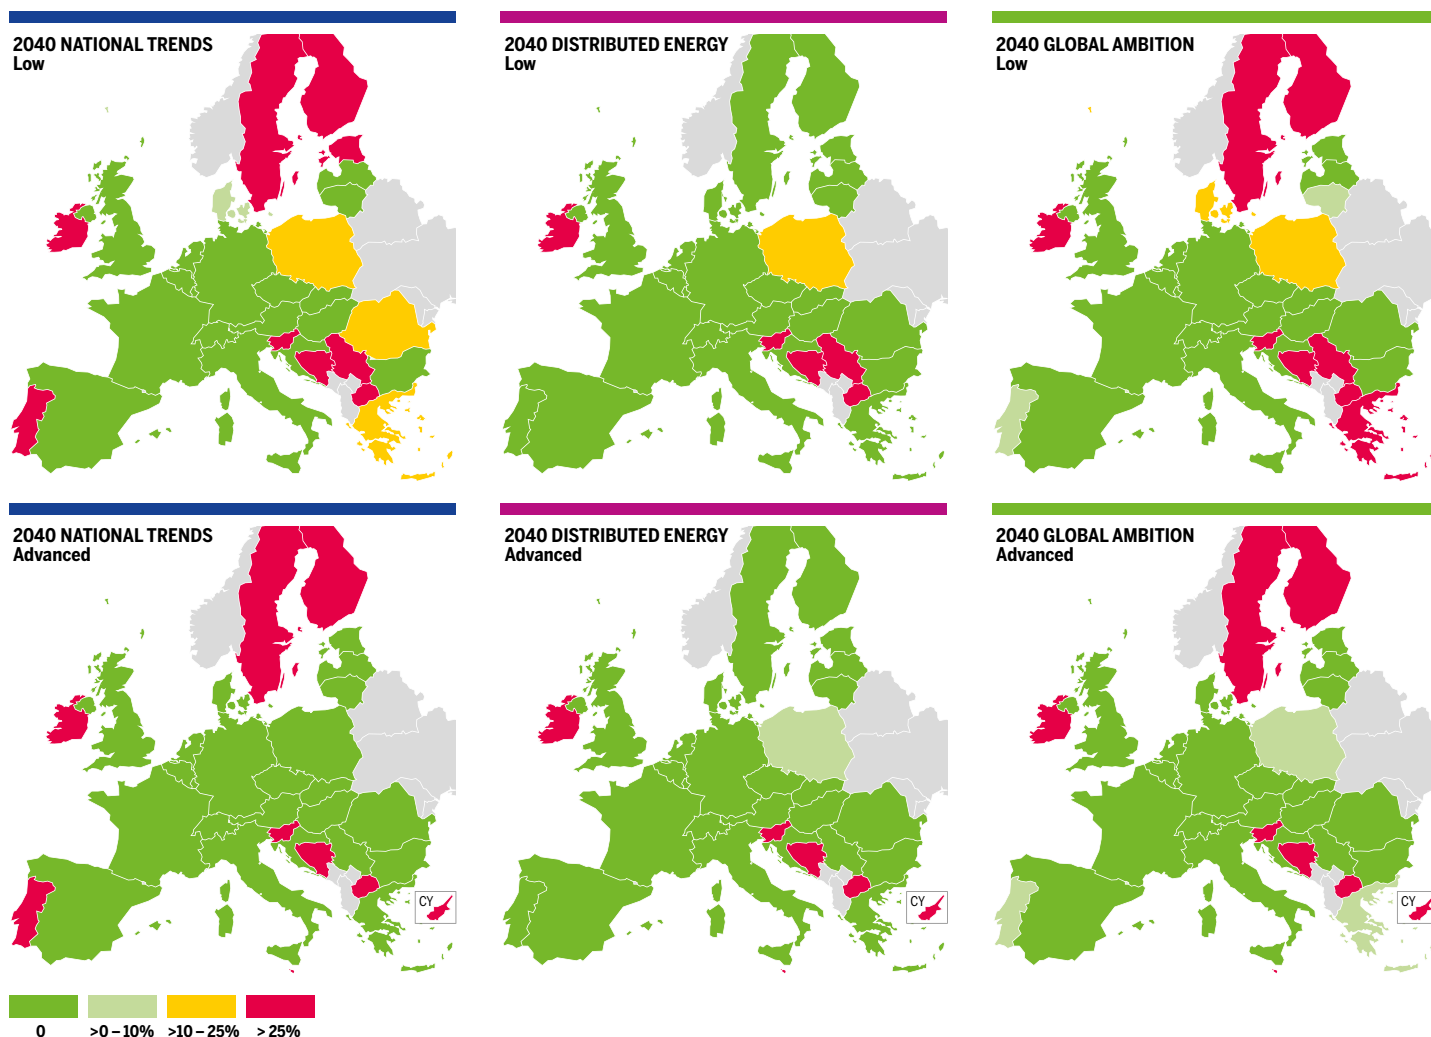 2040 NATIONAL TRENDS
Low
2040 DISTRIBUTED ENERGY
Low
2040 GLOBAL AMBITION
Low
2040 NATIONAL TRENDS
Advanced
2040 DISTRIBUTED ENERGY
Advanced
2040 GLOBAL AMBITION
Advanced
CY
CY
CY
0
>0 – 10%
>10 – 25%
> 25%